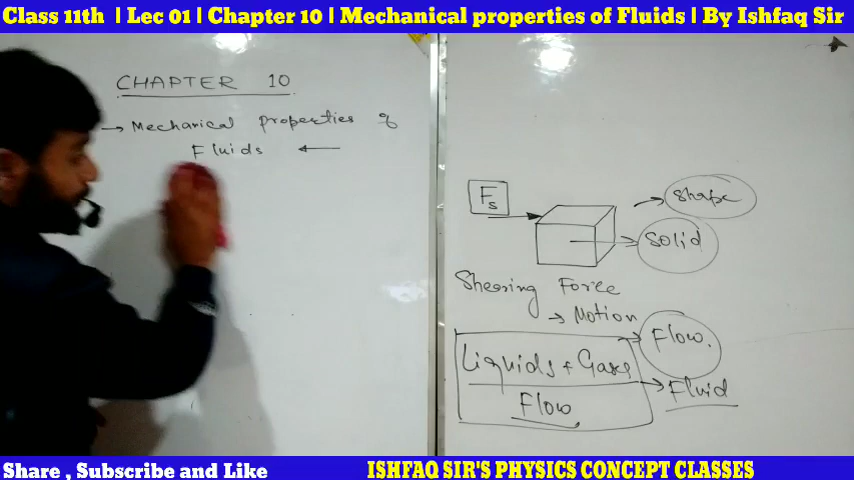 Class 11th | Lec 01 | Chapter 10 | Mechanical properties of Fluids | By Ishfaq Sir
CHAPTER 10
→ Mechanical properties of
Fluids ←
Fs
→ Shape
Solid
Sheering Force
→ Motion
Flow.
Liquids + Gases
→ Fluid
Flow
Share , Subscribe and Like
ISHFAQ SIR'S PHYSICS CONCEPT CLASSES